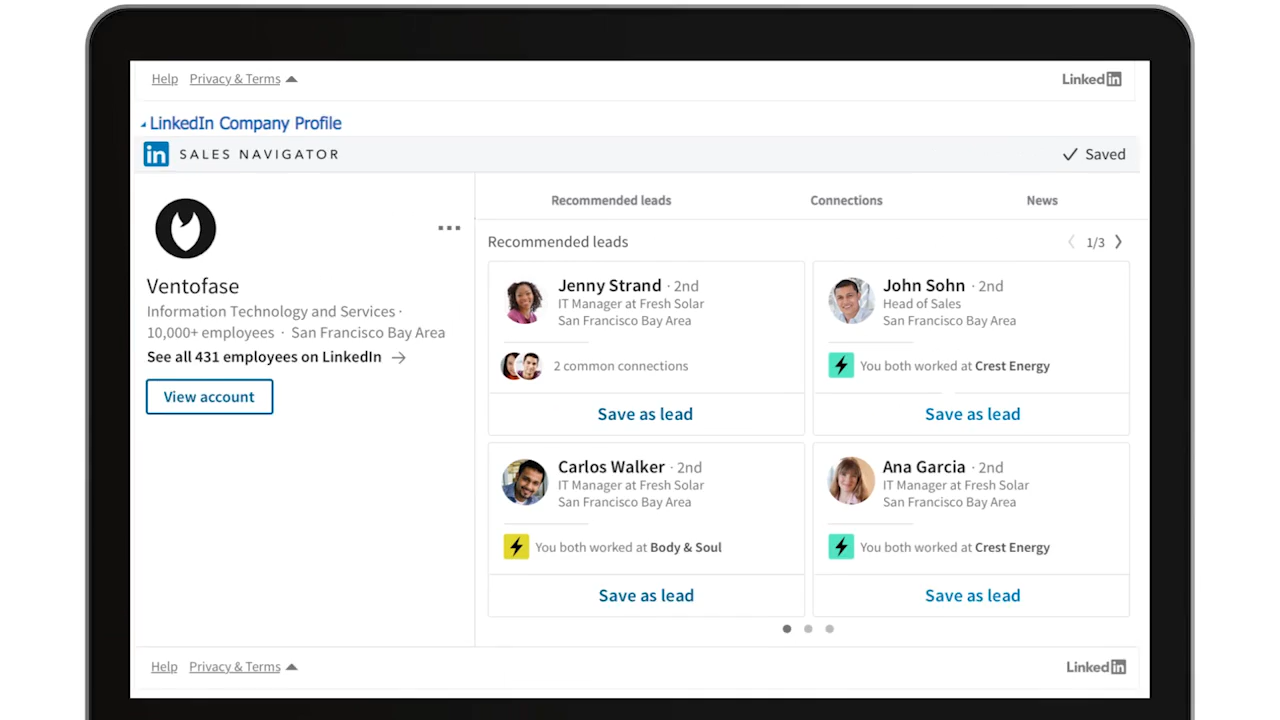 Help Privacy & Terms
Linked in
LinkedIn Company Profile
in SALES NAVIGATOR
Saved
Ventofase
Information Technology and Services ·
10,000+ employees · San Francisco Bay Area
See all 431 employees on LinkedIn →
View account
Recommended leads Connections News
Recommended leads
1/3
Jenny Strand · 2nd
IT Manager at Fresh Solar
San Francisco Bay Area
2 common connections
Save as lead
John Sohn · 2nd
Head of Sales
San Francisco Bay Area
You both worked at Crest Energy
Save as lead
Carlos Walker · 2nd
IT Manager at Fresh Solar
San Francisco Bay Area
You both worked at Body & Soul
Save as lead
Ana Garcia · 2nd
IT Manager at Fresh Solar
San Francisco Bay Area
You both worked at Crest Energy
Save as lead
Help Privacy & Terms
Linked in